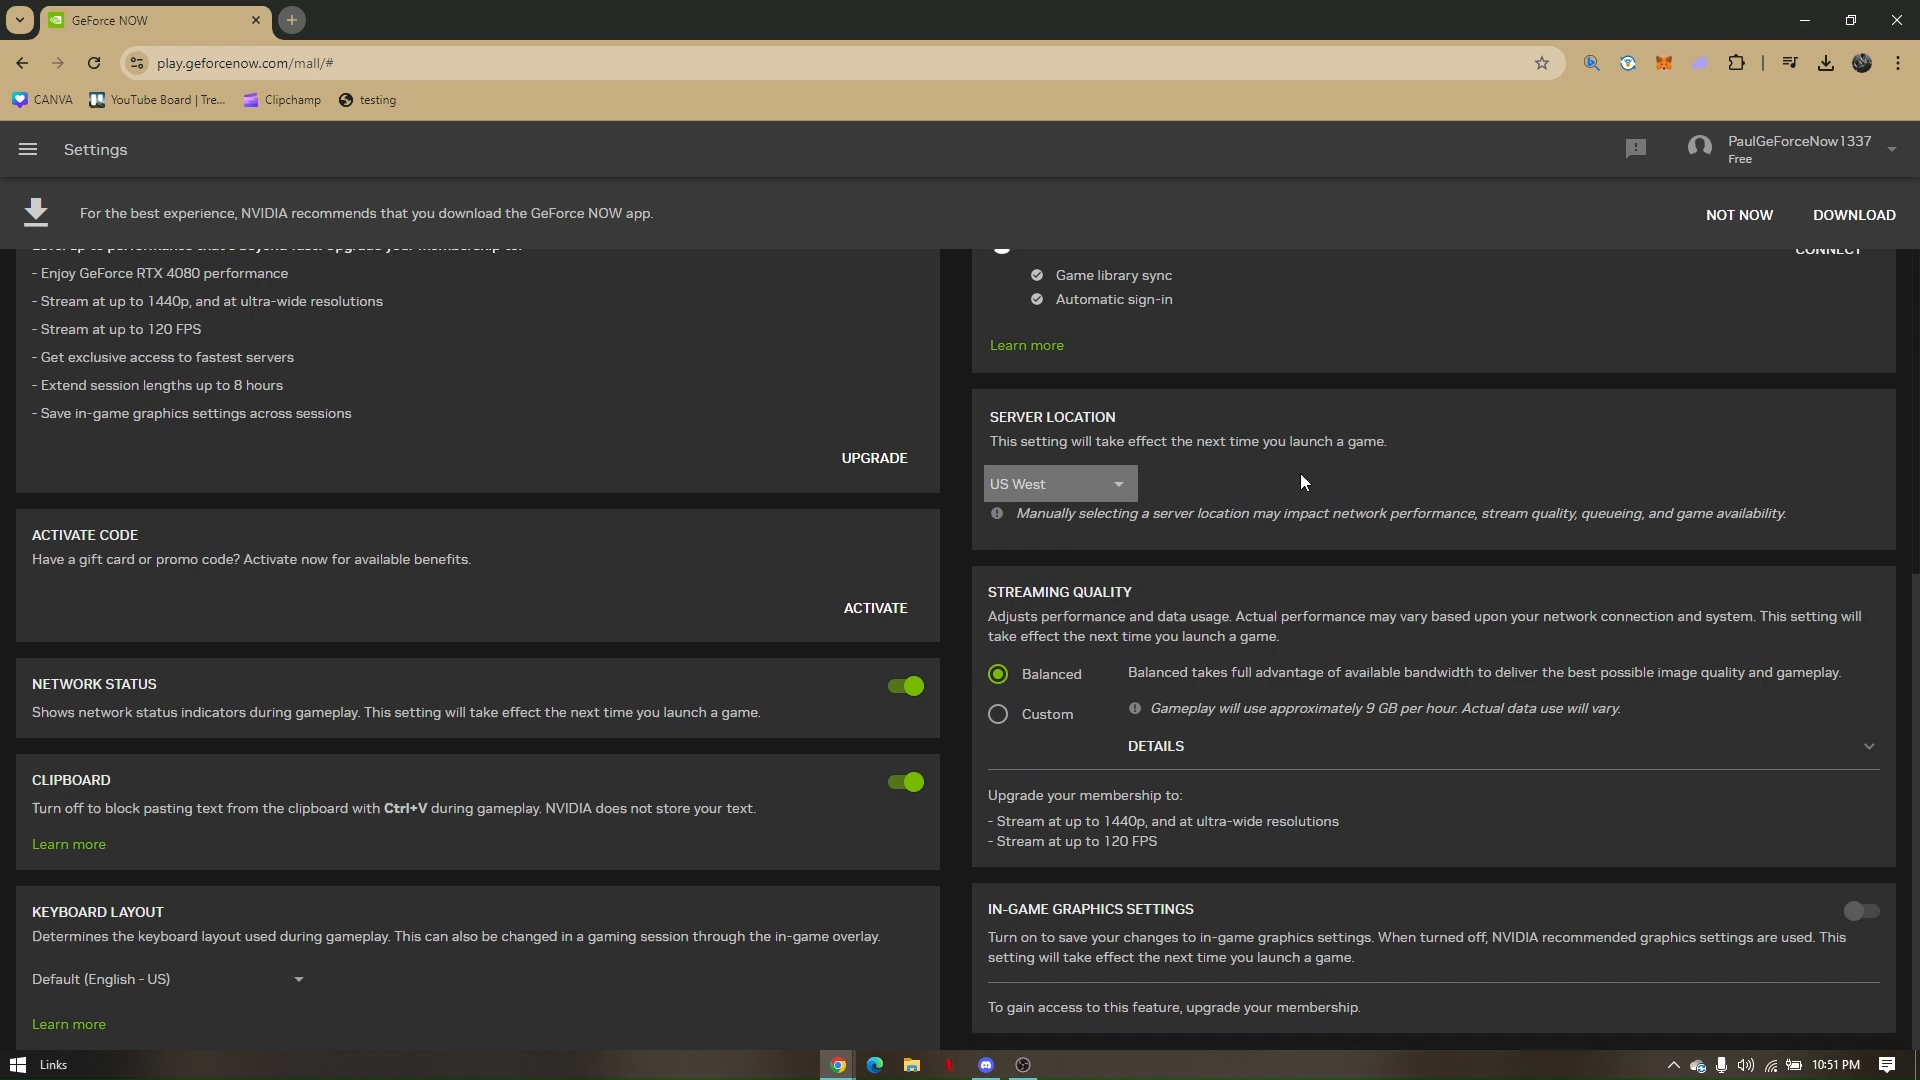 GeForce NOW
play.geforcenow.com/mall/#
CANVA
YouTube Board | Tre...
Clipchamp
testing
Settings
PaulGeForceNow1337
Free
For the best experience, NVIDIA recommends that you download the GeForce NOW app.
NOT NOW
DOWNLOAD
- Enjoy GeForce RTX 4080 performance
- Stream at up to 1440p, and at ultra-wide resolutions
- Stream at up to 120 FPS
- Get exclusive access to fastest servers
- Extend session lengths up to 8 hours
- Save in-game graphics settings across sessions
UPGRADE
ACTIVATE CODE
Have a gift card or promo code? Activate now for available benefits.
ACTIVATE
NETWORK STATUS
Shows network status indicators during gameplay. This setting will take effect the next time you launch a game.
CLIPBOARD
Turn off to block pasting text from the clipboard with Ctrl+V during gameplay. NVIDIA does not store your text.
Learn more
KEYBOARD LAYOUT
Determines the keyboard layout used during gameplay. This can also be changed in a gaming session through the in-game overlay.
Default (English - US)
Learn more
CONNECT
Game library sync
Automatic sign-in
Learn more
SERVER LOCATION
This setting will take effect the next time you launch a game.
US West
Manually selecting a server location may impact network performance, stream quality, queueing, and game availability.
STREAMING QUALITY
Adjusts performance and data usage. Actual performance may vary based upon your network connection and system. This setting will
take effect the next time you launch a game.
Balanced
Balanced takes full advantage of available bandwidth to deliver the best possible image quality and gameplay.
Custom
Gameplay will use approximately 9 GB per hour. Actual data use will vary.
DETAILS
Upgrade your membership to:
- Stream at up to 1440p, and at ultra-wide resolutions
- Stream at up to 120 FPS
IN-GAME GRAPHICS SETTINGS
Turn on to save your changes to in-game graphics settings. When turned off, NVIDIA recommended graphics settings are used. This
setting will take effect the next time you launch a game.
To gain access to this feature, upgrade your membership.
Links
10:51 PM